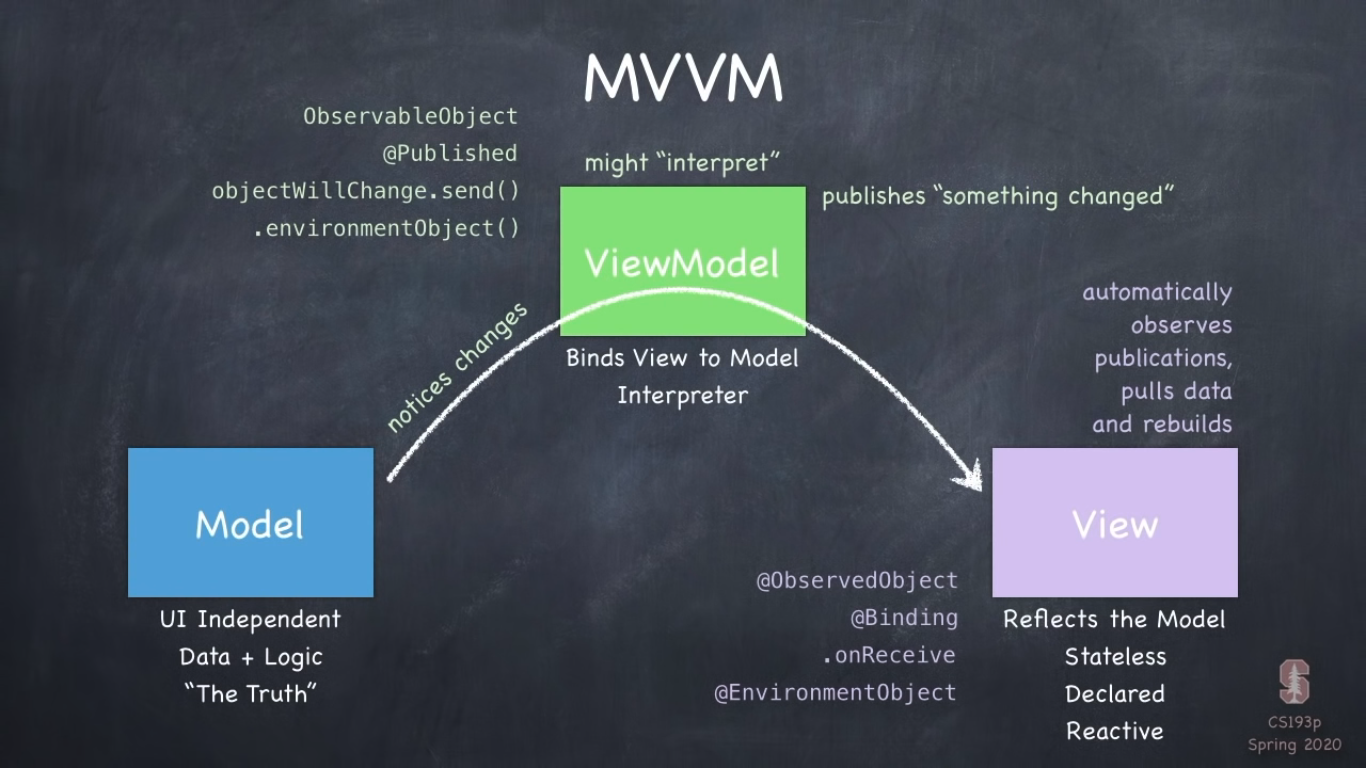 MVVM
ObservableObject
@Published
objectWillChange.send()
.environmentObject()
might “interpret”
ViewModel
publishes “something changed”
Binds View to Model
Interpreter
notices changes
automatically
observes
publications,
pulls data
and rebuilds
Model
UI Independent
Data + Logic
“The Truth”
View
@ObservedObject
@Binding
.onReceive
@EnvironmentObject
Reflects the Model
Stateless
Declared
Reactive
S
CS193p
Spring 2020